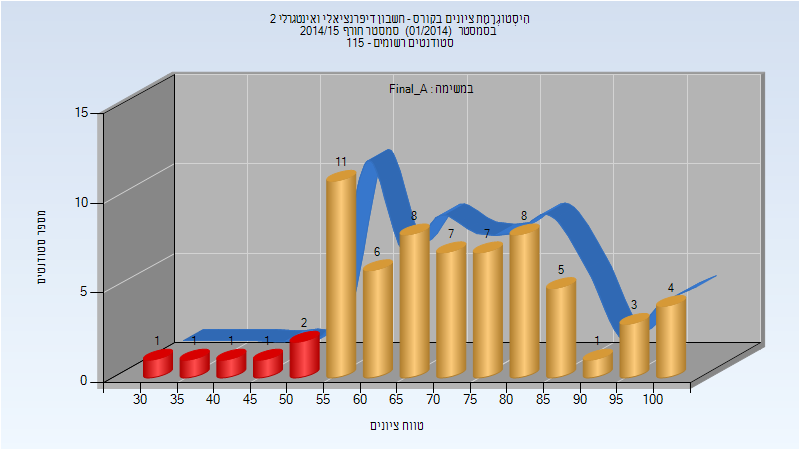 היסטוגרמת ציונים בקורס - חשבון דיפרנציאלי ואינטגרלי 2
בסמסטר (01/2014) סמסטר חורף 2014/15
סטודנטים רשומים - 115
במשימה : Final_A
מספר סטודנטים
15
10
5
0
1
1
1
1
2
11
6
8
7
7
8
5
1
3
4
30 35 40 45 50 55 60 65 70 75 80 85 90 95 100
טווח ציונים